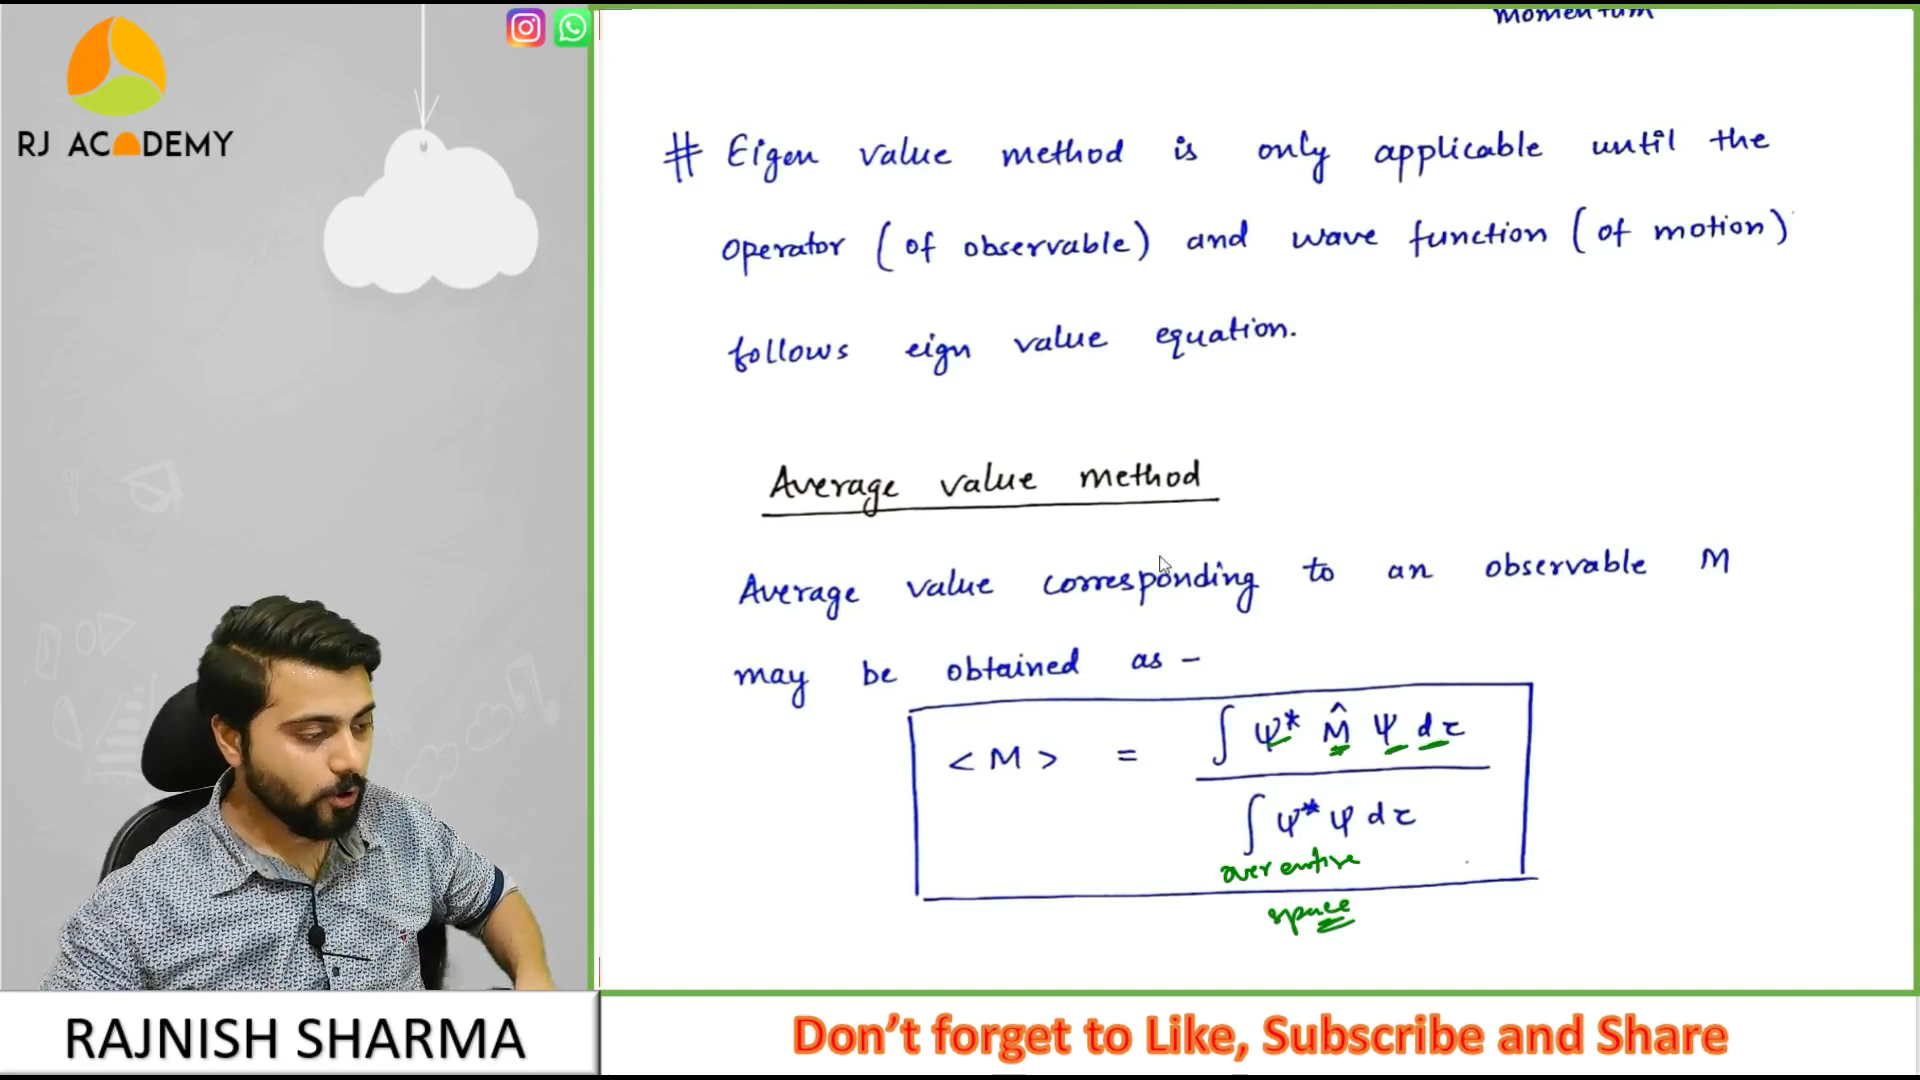 momentum
RJ ACADEMY
# Eigen value method is only applicable until the
operator (of observable) and wave function (of motion)
follows eign value equation.
Average value method
Average value corresponding to an observable M
may be obtained as –
< M > = ∫ ψ* M̂ ψ dτ / ∫ ψ* ψ dτ
over entire
space
RAJNISH SHARMA
Don’t forget to Like, Subscribe and Share